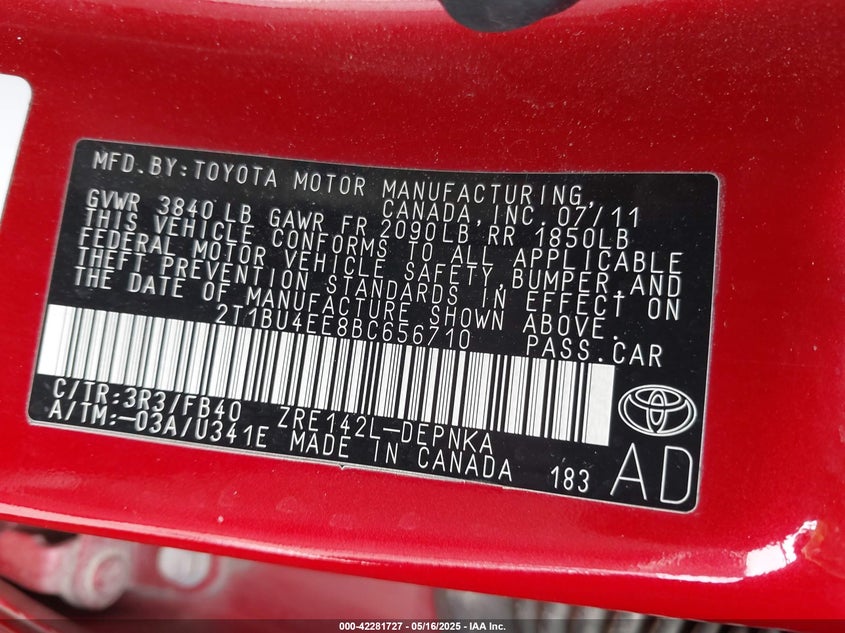 MFD.BY:TOYOTA MOTOR MANUFACTURING,
CANADA,INC. 07/11
GVWR 3840LB GAWR FR 2090LB,RR 1850LB
THIS VEHICLE CONFORMS TO ALL APPLICABLE
FEDERAL MOTOR VEHICLE SAFETY,BUMPER,AND
THEFT PREVENTION STANDARDS IN EFFECT ON
THE DATE OF MANUFACTURE SHOWN ABOVE.
2T1BU4EE8BC656710 PASS.CAR
C/TR:3R3/FB40 ZRE142L-DEPNKA
A/TM:-03A/U341E MADE IN CANADA 183
AD
000-42281727 - 05/16/2025 - IAA Inc.